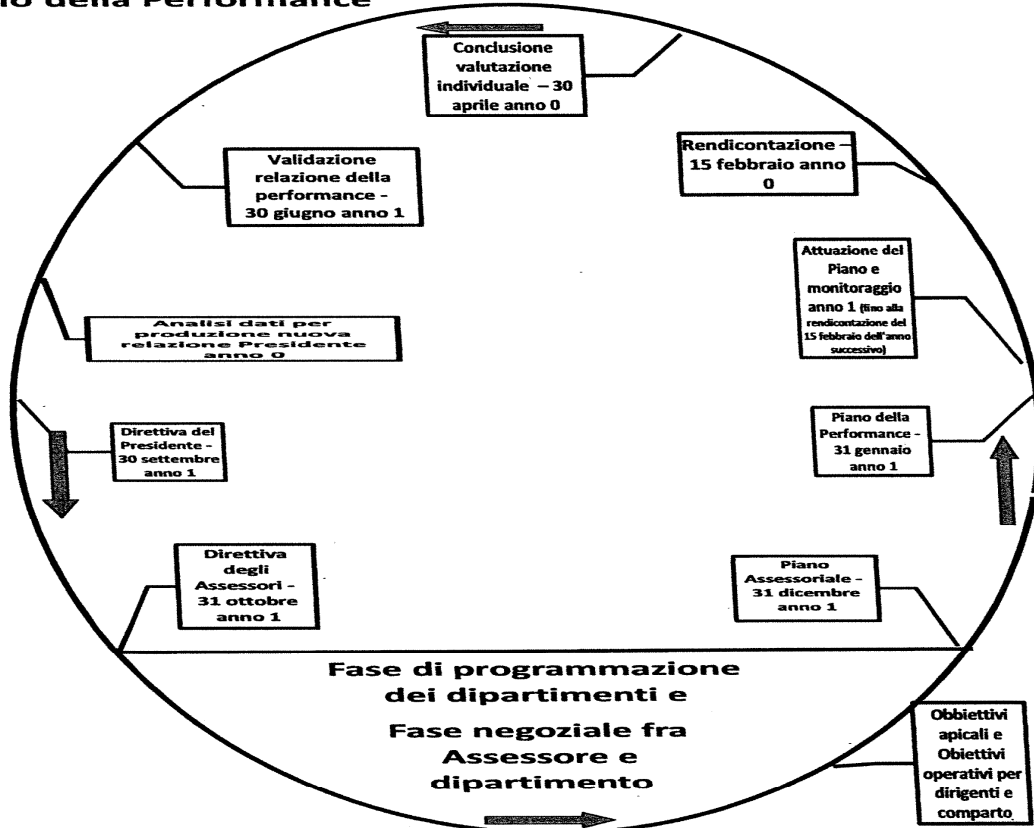 della Performance
Conclusione
valutazione
individuale – 30
aprile anno 0
Validazione
relazione della
performance -
30 giugno anno 1
Rendicontazione –
15 febbraio anno
0
Attuazione del
Piano e
monitoraggio
anno 1 (fino alla
rendicontazione del
15 febbraio dell'anno
successivo)
Analisi dati per
produzione nuova
relazione Presidente
anno 0
Direttiva del
Presidente -
30 settembre
anno 1
Piano della
Performance -
31 gennaio
anno 1
Direttiva
degli
Assessori -
31 ottobre
anno 1
Piano
Assessoriale -
31 dicembre
anno 1
Fase di programmazione
dei dipartimenti e
Fase negoziale fra
Assessore e
dipartimento
Obbiettivi
apicali e
Obiettivi
operativi per
dirigenti e
comparto